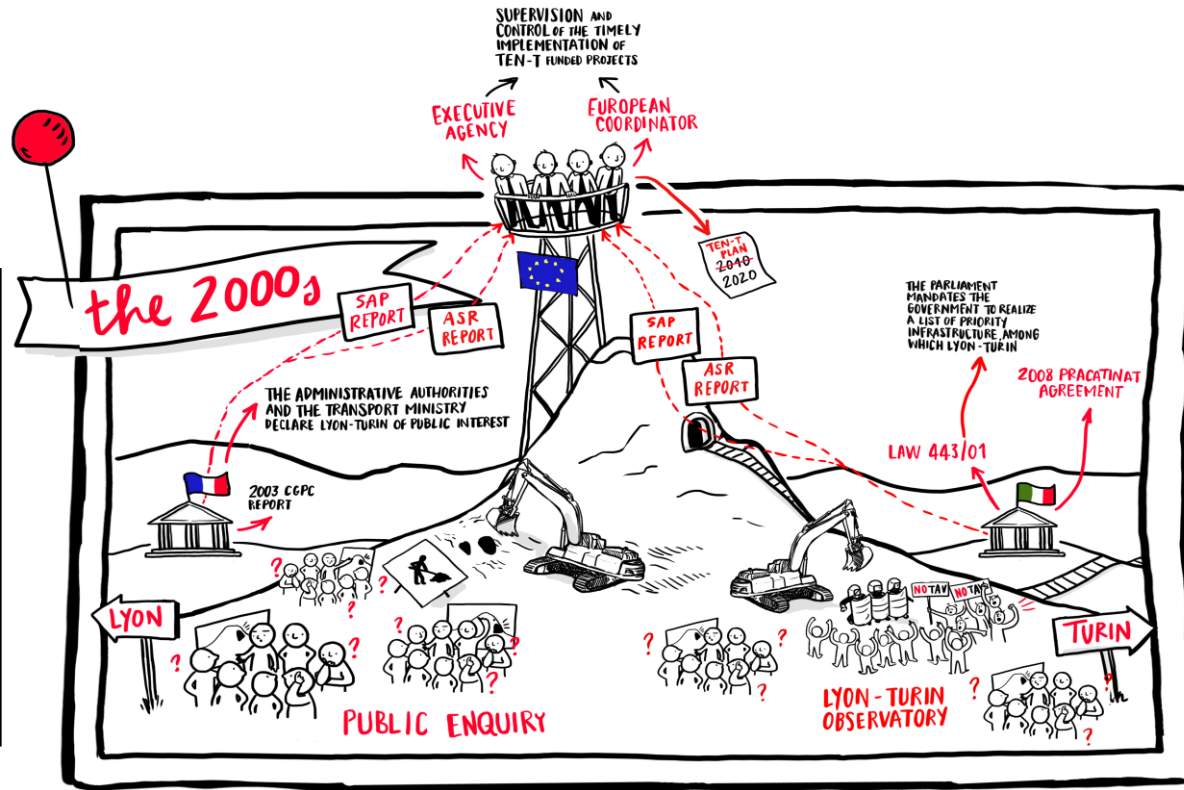 SUPERVISION AND
CONTROL OF THE TIMELY
IMPLEMENTATION OF
TEN-T FUNDED PROJECTS
EXECUTIVE
AGENCY
EUROPEAN
COORDINATOR
the 2000s
TEN-T
PLAN
2040
2020
SAP
REPORT
ASR
REPORT
SAP
REPORT
ASR
REPORT
THE PARLIAMENT
MANDATES THE
GOVERNMENT TO REALIZE
A LIST OF PRIORITY
INFRASTRUCTURE, AMONG
WHICH LYON-TURIN
2008 PRACATINAT
AGREEMENT
THE ADMINISTRATIVE AUTHORITIES
AND THE TRANSPORT MINISTRY
DECLARE LYON-TURIN OF PUBLIC INTEREST
LAW 443/01
2003 CGPC
REPORT
NO TAV
NO TAV
LYON
TURIN
? ? ? ? ? ? ? ? ? ? ? ? ? ?
PUBLIC ENQUIRY
LYON-TURIN
OBSERVATORY